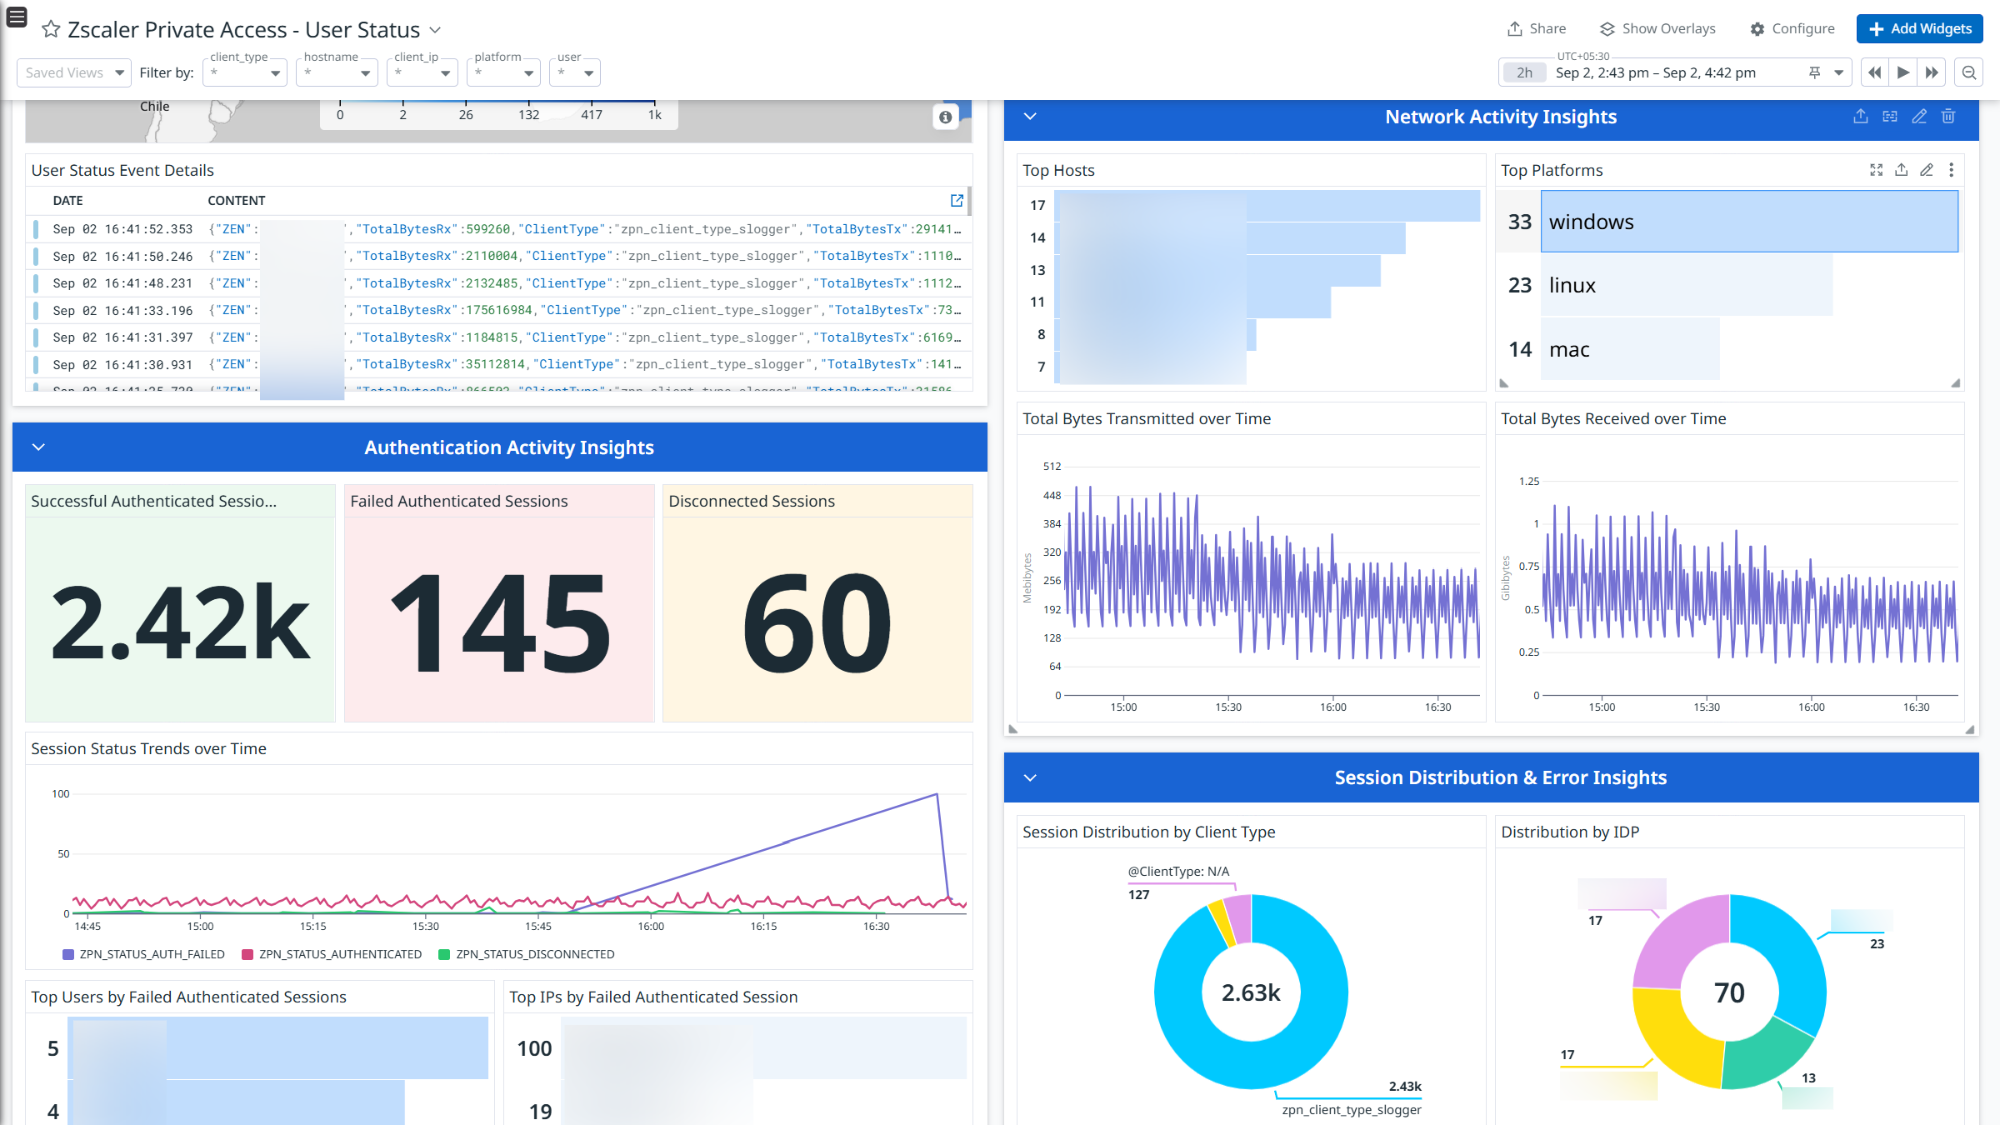 Zscaler Private Access - User Status
Share
Show Overlays
Configure
Add Widgets
Saved Views
Filter by:
client_type
*
hostname
*
client_ip
*
platform
*
user
*
UTC+05:30
2h
Sep 2, 2:43 pm – Sep 2, 4:42 pm
Chile
0 2 26 132 417 1k
User Status Event Details
DATE CONTENT
Sep 02 16:41:52.353 {"ZEN": ","TotalBytesRx":599260,"ClientType":"zpn_client_type_slogger","TotalBytesTx":29141…
Sep 02 16:41:50.246 {"ZEN": ","TotalBytesRx":2110004,"ClientType":"zpn_client_type_slogger","TotalBytesTx":1110…
Sep 02 16:41:48.231 {"ZEN": ","TotalBytesRx":2132485,"ClientType":"zpn_client_type_slogger","TotalBytesTx":1112…
Sep 02 16:41:33.196 {"ZEN": ","TotalBytesRx":175616984,"ClientType":"zpn_client_type_slogger","TotalBytesTx":73…
Sep 02 16:41:31.397 {"ZEN": ","TotalBytesRx":1184815,"ClientType":"zpn_client_type_slogger","TotalBytesTx":6169…
Sep 02 16:41:30.931 {"ZEN": ","TotalBytesRx":35112814,"ClientType":"zpn_client_type_slogger","TotalBytesTx":141…
Authentication Activity Insights
Successful Authenticated Sessio...
2.42k
Failed Authenticated Sessions
145
Disconnected Sessions
60
Session Status Trends over Time
100
50
0
14:45 15:00 15:15 15:30 15:45 16:00 16:15 16:30
ZPN_STATUS_AUTH_FAILED ZPN_STATUS_AUTHENTICATED ZPN_STATUS_DISCONNECTED
Top Users by Failed Authenticated Sessions
5
4
Top IPs by Failed Authenticated Session
100
19
Network Activity Insights
Top Hosts
17
14
13
11
8
7
Top Platforms
33 windows
23 linux
14 mac
Total Bytes Transmitted over Time
Mebibytes
512
448
384
320
256
192
128
64
0
15:00 15:30 16:00 16:30
Total Bytes Received over Time
Gibibytes
1.25
1
0.75
0.5
0.25
0
15:00 15:30 16:00 16:30
Session Distribution & Error Insights
Session Distribution by Client Type
@ClientType: N/A
127
2.63k
2.43k
zpn_client_type_slogger
Distribution by IDP
17
23
70
17
13